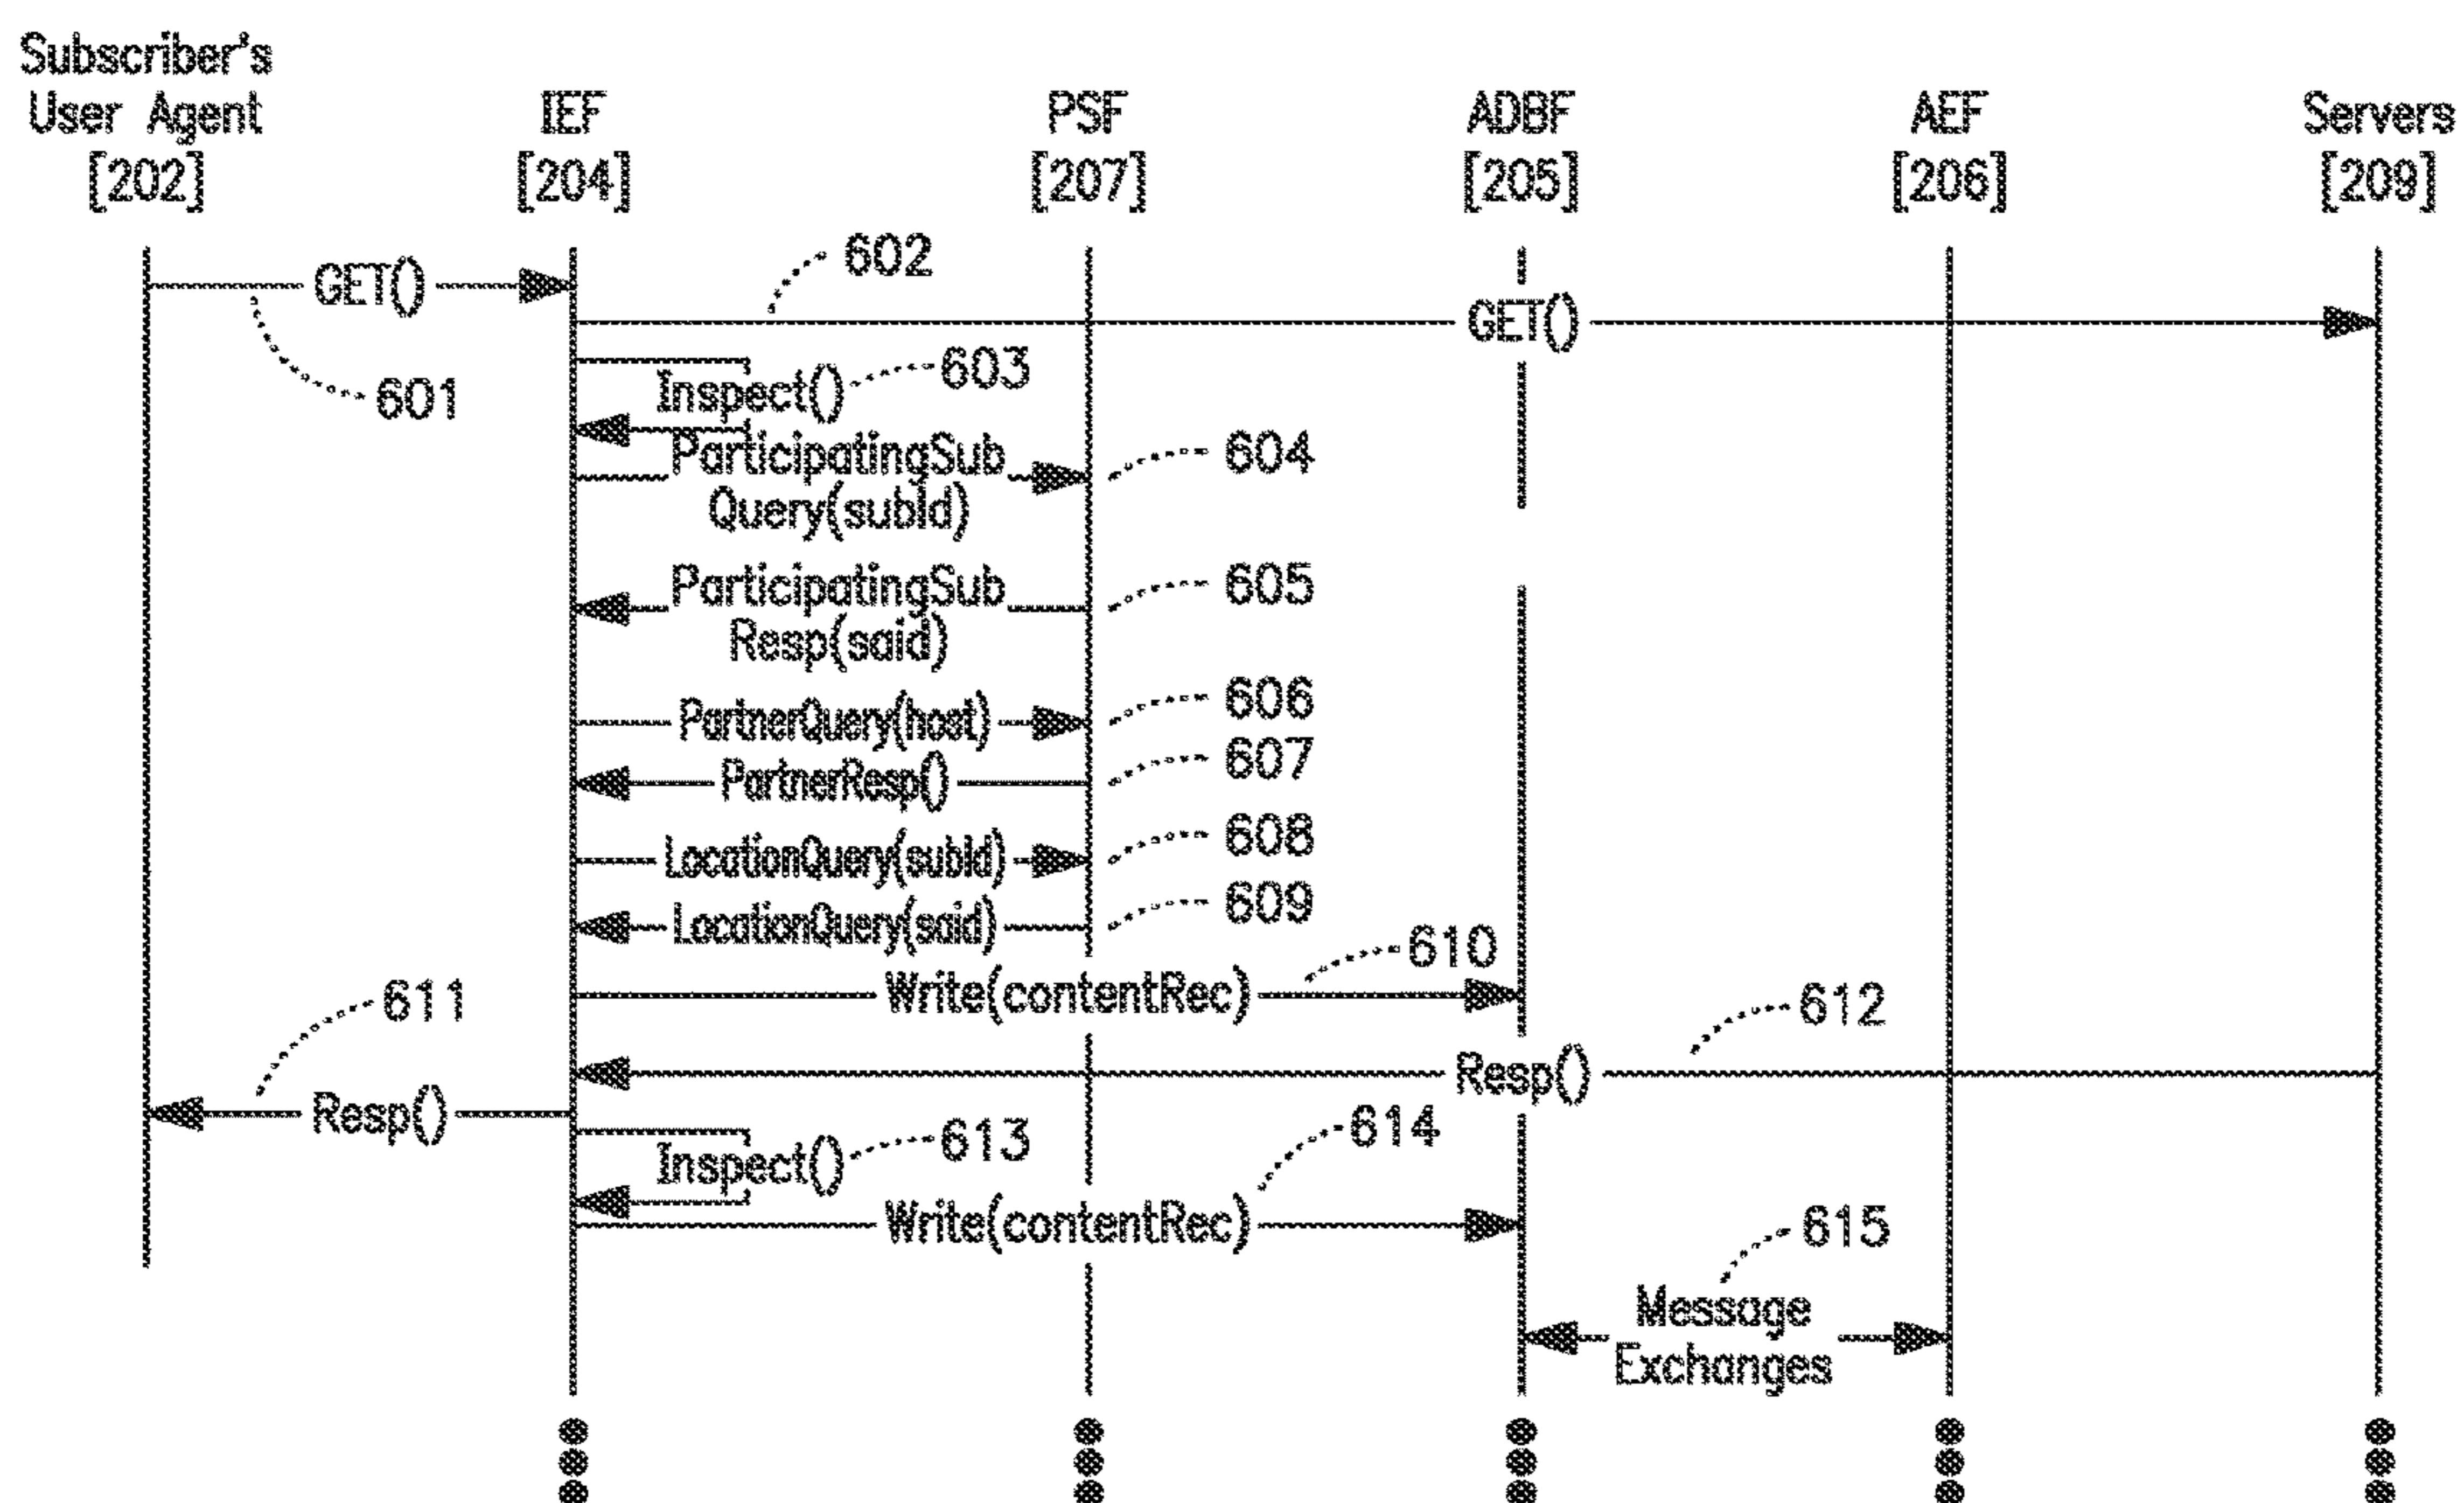 Subscriber's
User Agent
[202]
IEF
[204]
PSF
[207]
ADBF
[205]
AEF
[206]
Servers
[209]
GET()
601
602
GET()
Inspect()
603
ParticipatingSub
Query(subId)
604
ParticipatingSub
Resp(said)
605
PartnerQuery(host)
606
PartnerResp()
607
LocationQuery(subId)
608
LocationQuery(said)
609
Write(contentRec)
610
611
612
Resp()
Resp()
Inspect()
613
614
Write(contentRec)
615
Message
Exchanges